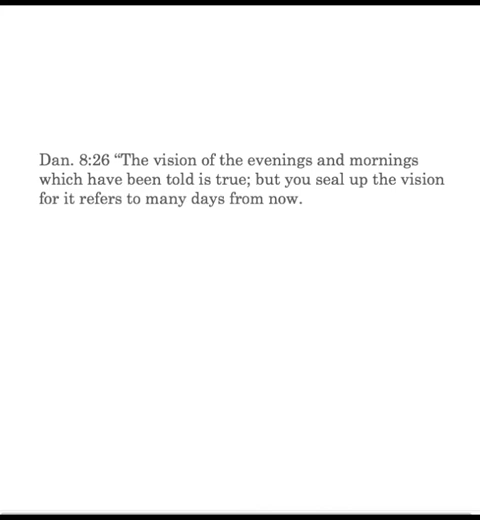 Dan. 8:26 “The vision of the evenings and mornings
which have been told is true; but you seal up the vision
for it refers to many days from now.